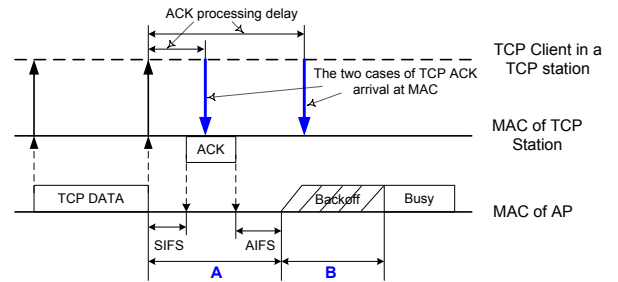 ACK processing delay
TCP Client in a
TCP station
The two cases of TCP ACK
arrival at MAC
MAC of TCP
Station
ACK
TCP DATA
Backoff
Busy
MAC of AP
SIFS
AIFS
A
B